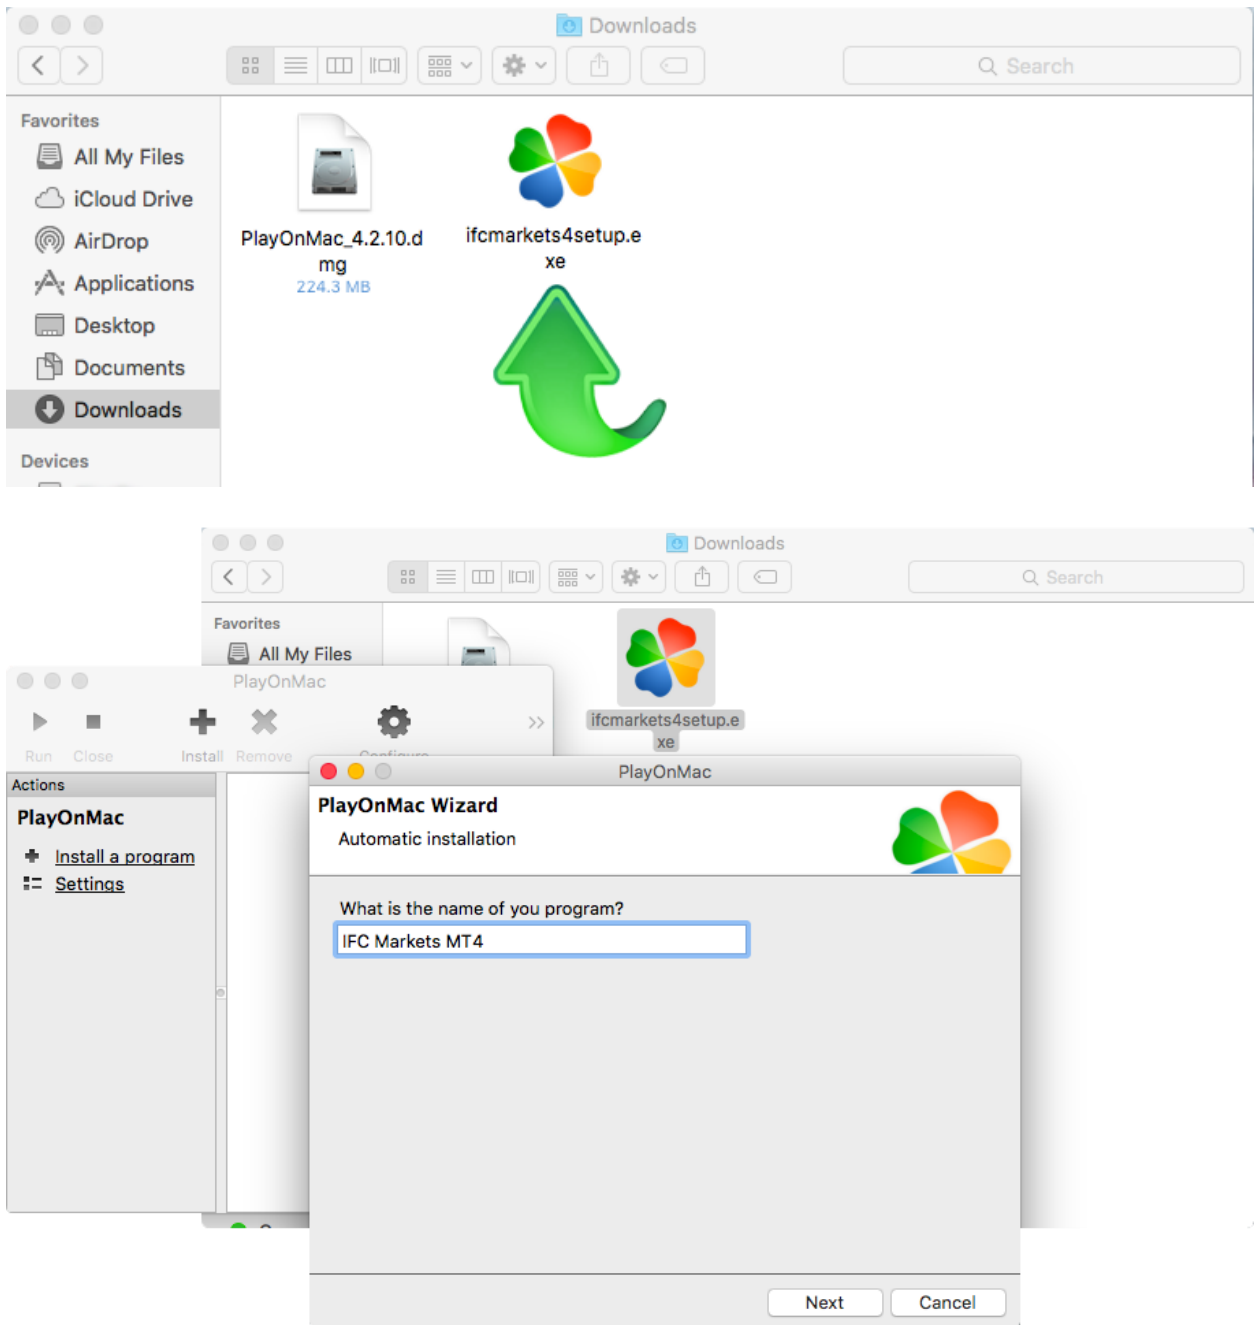 Downloads
Search
Favorites
All My Files
iCloud Drive
AirDrop
Applications
Desktop
Documents
Downloads
Devices
PlayOnMac_4.2.10.d
mg
224.3 MB
ifcmarkets4setup.e
xe
Downloads
Search
Favorites
All My Files
ifcmarkets4setup.e
xe
PlayOnMac
Run
Close
Install
Remove
Configure
Actions
PlayOnMac
Install a program
Settings
PlayOnMac
PlayOnMac Wizard
Automatic installation
What is the name of you program?
IFC Markets MT4
Next
Cancel